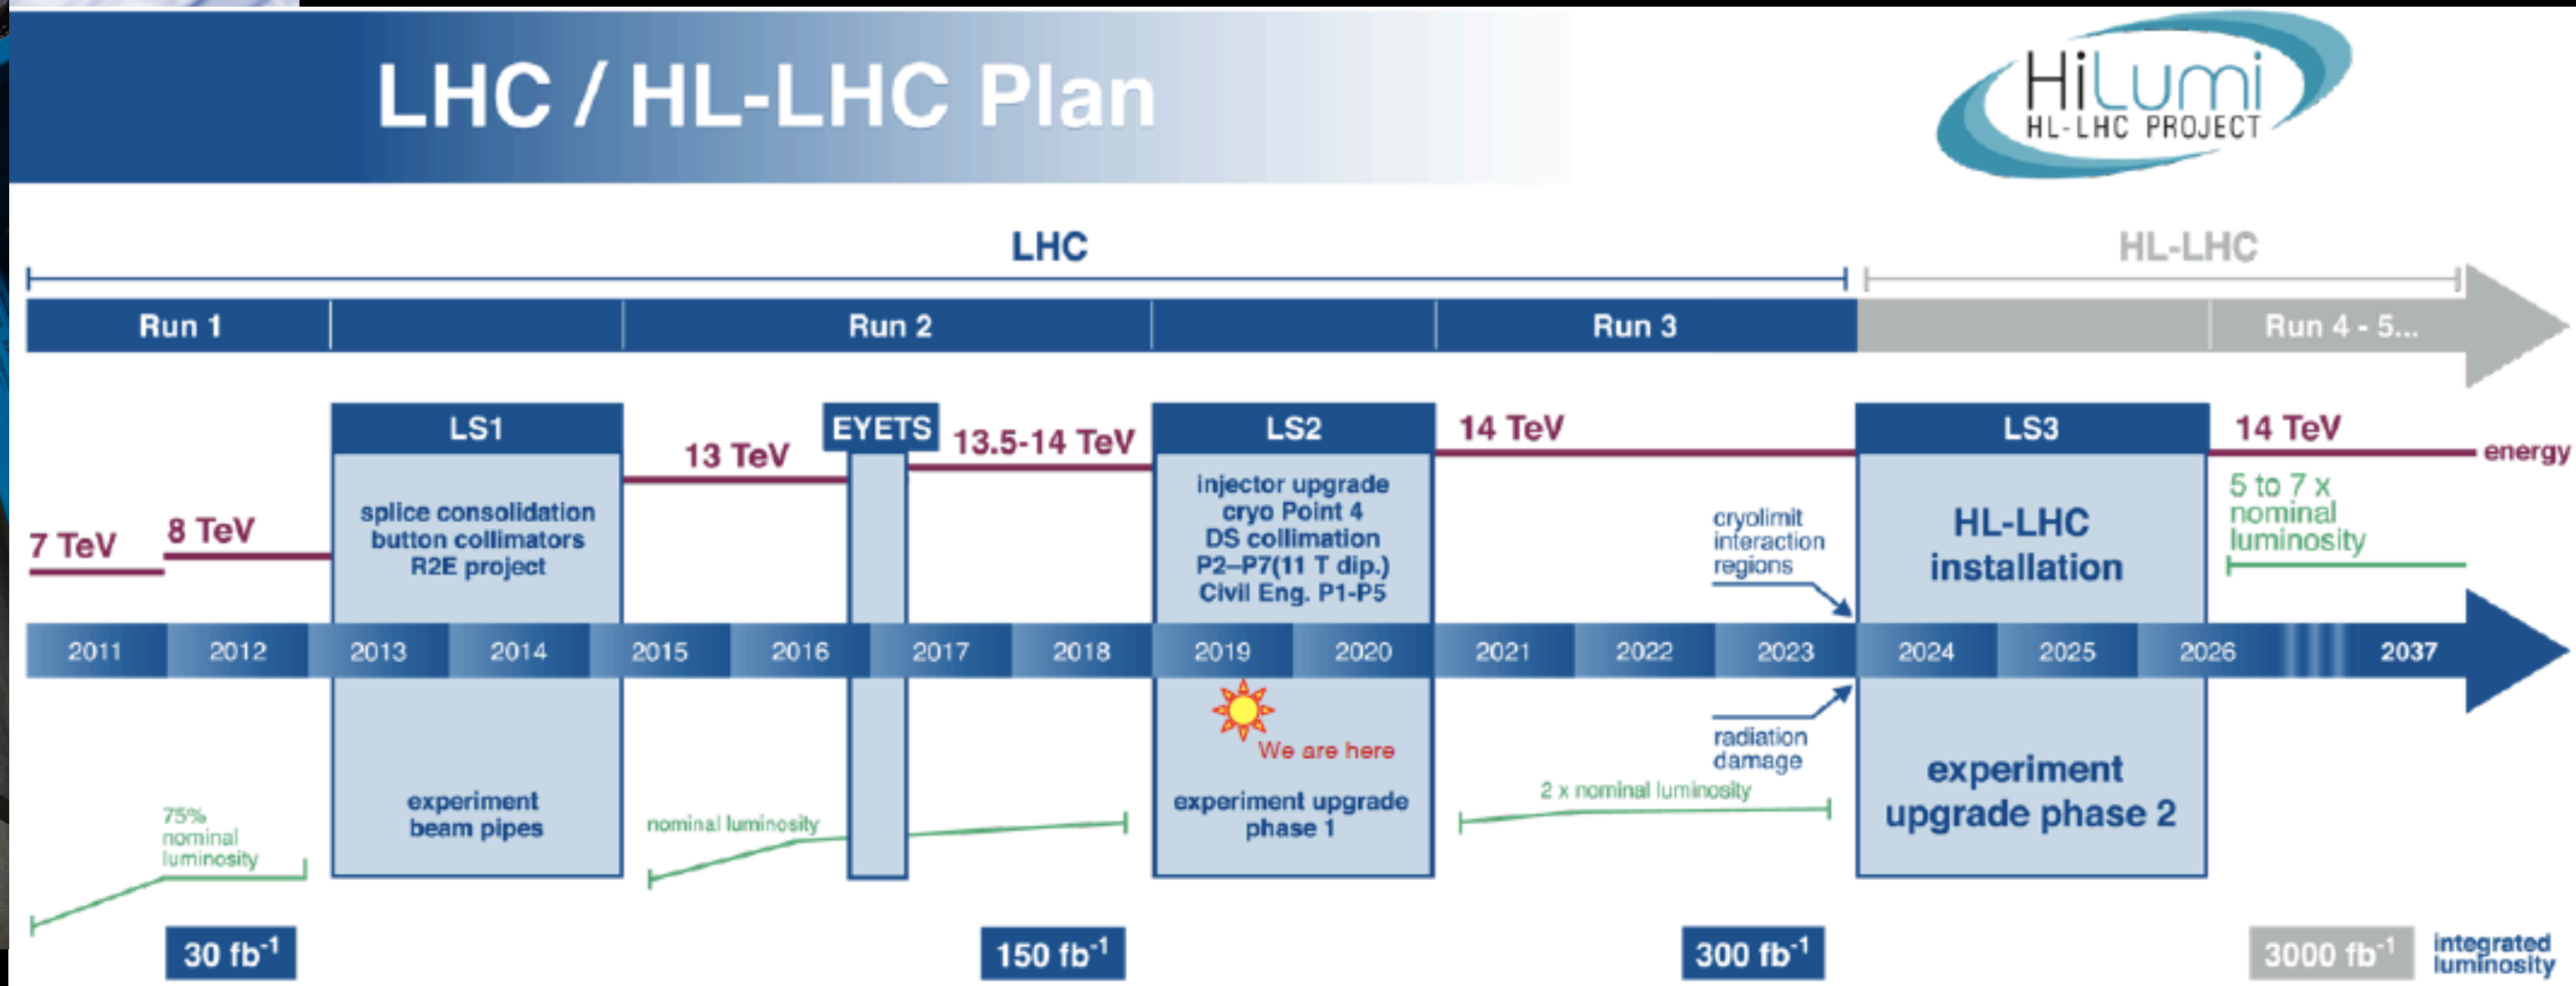 LHC / HL-LHC Plan
HiLumi
HL-LHC PROJECT
LHC
HL-LHC
Run 1
Run 2
Run 3
Run 4 - 5...
LS1
EYETS
LS2
LS3
7 TeV
8 TeV
13 TeV
13.5-14 TeV
14 TeV
14 TeV
energy
splice consolidation
button collimators
R2E project
injector upgrade
cryo Point 4
DS collimation
P2–P7(11 T dip.)
Civil Eng. P1-P5
cryolimit
interaction
regions
HL-LHC
installation
5 to 7 x
nominal
luminosity
2011
2012
2013
2014
2015
2016
2017
2018
2019
2020
2021
2022
2023
2024
2025
2026
2037
We are here
radiation
damage
75%
nominal
luminosity
experiment
beam pipes
nominal luminosity
experiment upgrade
phase 1
2 x nominal luminosity
experiment
upgrade phase 2
30 fb⁻¹
150 fb⁻¹
300 fb⁻¹
3000 fb⁻¹
integrated
luminosity